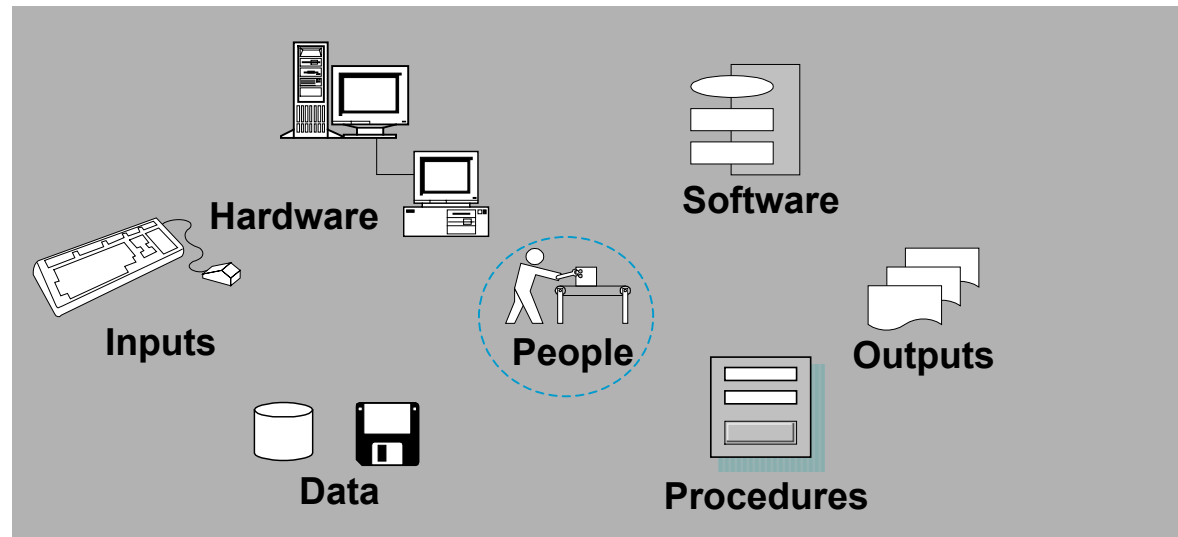 Hardware
Software
Inputs
People
Outputs
Data
Procedures